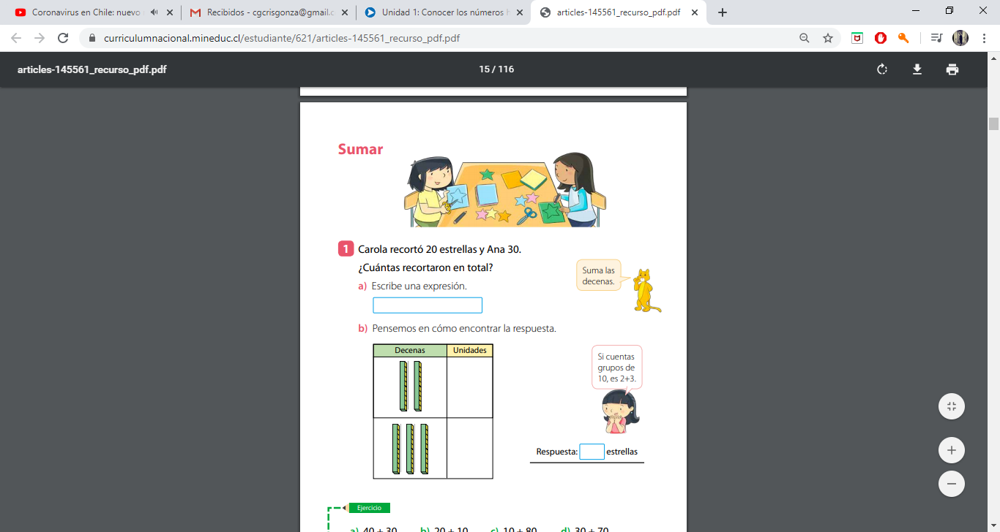 Coronavirus en Chile: nuevo
Recibidos - cgcrisgonza@gmail.c
Unidad 1: Conocer los números h
articles-145561_recurso_pdf.pdf
curriculumnacional.mineduc.cl/estudiante/621/articles-145561_recurso_pdf.pdf
articles-145561_recurso_pdf.pdf
15 / 116
Sumar
1 Carola recortó 20 estrellas y Ana 30.
¿Cuántas recortaron en total?
Suma las
decenas.
a) Escribe una expresión.
b) Pensemos en cómo encontrar la respuesta.
Decenas Unidades
Si cuentas
grupos de
10, es 2+3.
Respuesta: estrellas
Ejercicio
a) 40 + 30 b) 20 + 10 c) 10 + 80 d) 30 + 70